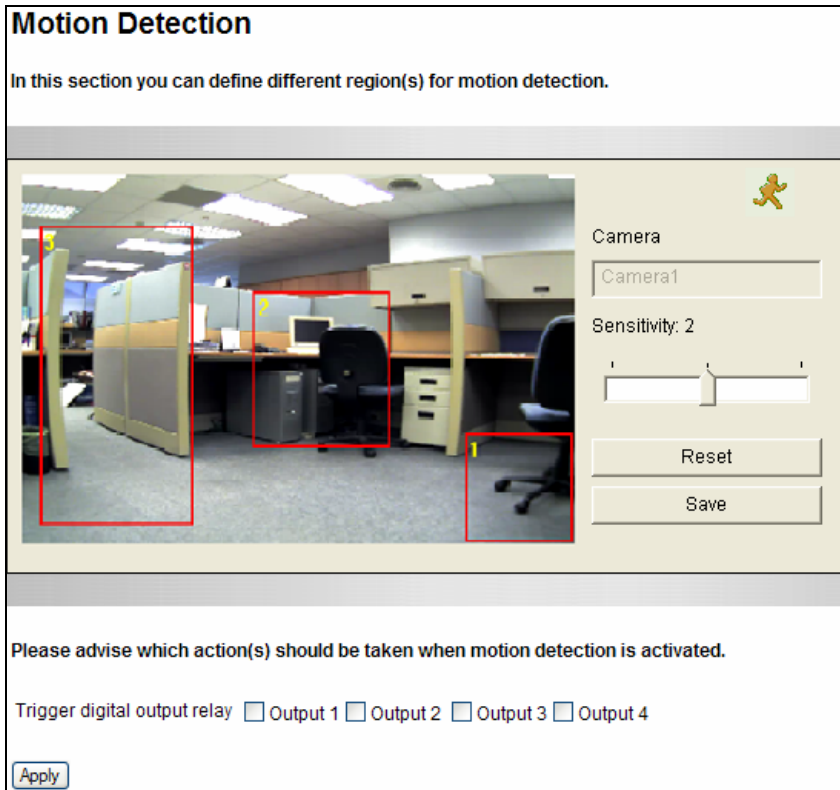 Motion Detection
In this section you can define different region(s) for motion detection.
3
2
1
Camera
Camera1
Sensitivity: 2
Reset
Save
Please advise which action(s) should be taken when motion detection is activated.
Trigger digital output relay Output 1 Output 2 Output 3 Output 4
Apply